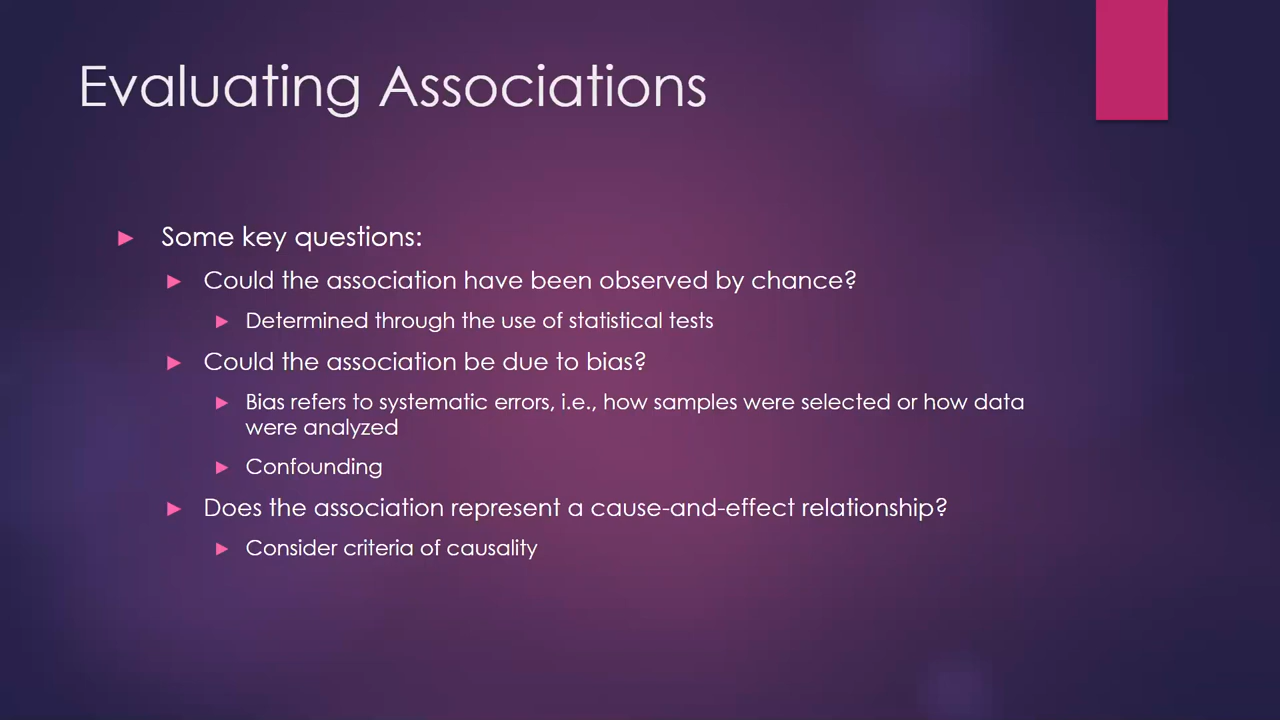 Evaluating Associations
Some key questions:
Could the association have been observed by chance?
Determined through the use of statistical tests
Could the association be due to bias?
Bias refers to systematic errors, i.e., how samples were selected or how data
were analyzed
Confounding
Does the association represent a cause-and-effect relationship?
Consider criteria of causality